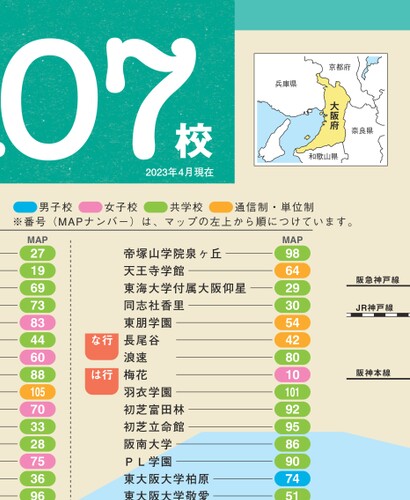 07校
2023年4月現在
京都府
兵庫県
大阪府
奈良県
和歌山県
男子校 女子校 共学校 通信制・単位制
※番号（MAPナンバー）は、マップの左上から順につけています。
MAP MAP
27 帝塚山学院泉ヶ丘 98
19 天王寺学館 64
69 東海大学付属大阪仰星 29
73 同志社香里 30
83 東朋学園 54
44 な行 長尾谷 42
60 浪速 80
88 は行 梅花 10
105 羽衣学園 101
70 初芝富田林 92
33 初芝立命館 95
28 阪南大学 86
75 ＰＬ学園 90
36 東大阪大学柏原 74
96 東大阪大学敬愛 51
阪急神戸線
JR神戸線
阪神本線